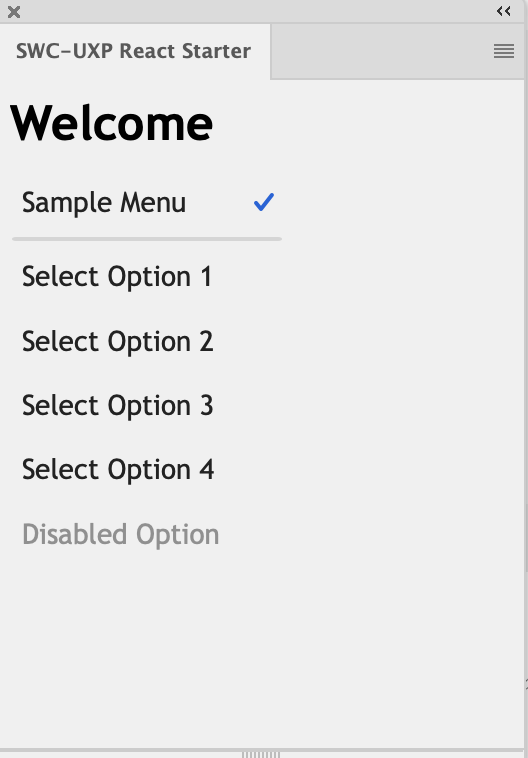 SWC-UXP React Starter
Welcome
Sample Menu
Select Option 1
Select Option 2
Select Option 3
Select Option 4
Disabled Option